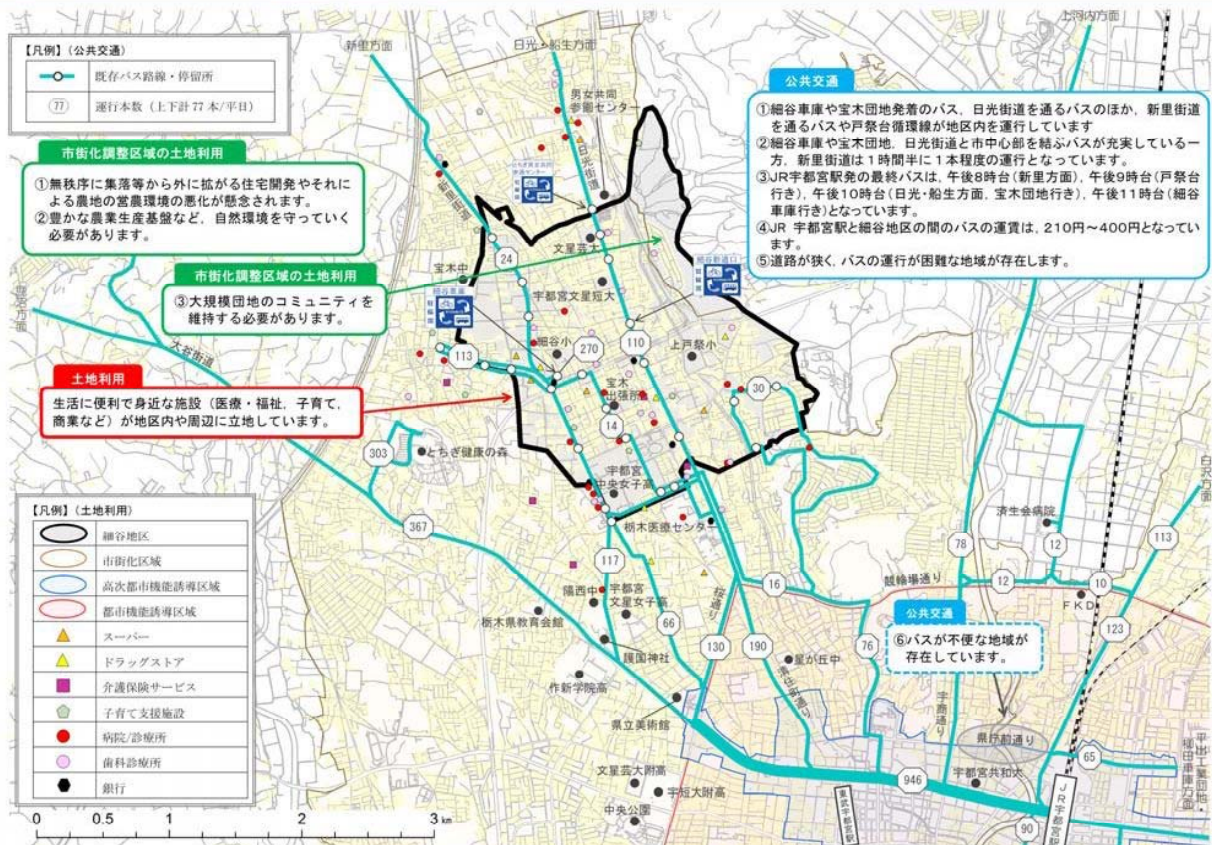 新里方面
日光・船生方面
上河内方面
【凡例】(公共交通)
既存バス路線・停留所
77
運行本数(上下計77本/平日)
市街化調整区域の土地利用
①無秩序に集落等から外に拡がる住宅開発やそれに
よる農地の営農環境の悪化が懸念されます。
②豊かな農業生産基盤など、自然環境を守っていく
必要があります。
市街化調整区域の土地利用
③大規模団地のコミュニティを
維持する必要があります。
土地利用
生活に便利で身近な施設(医療・福祉、子育て、
商業など)が地区内や周辺に立地しています。
公共交通
①細谷車庫や宝木団地発着のバス、日光街道を通るバスのほか、新里街道
を通るバスや戸祭台循環線が地区内を運行しています
②細谷車庫や宝木団地、日光街道と市中心部を結ぶバスが充実している一
方、新里街道は1時間半に1本程度の運行となっています。
③JR宇都宮駅発の最終バスは、午後8時台(新里方面)、午後9時台(戸祭台
行き)、午後10時台(日光・船生方面、宝木団地行き)、午後11時台(細谷
車庫行き)となっています。
④JR 宇都宮駅と細谷地区の間のバスの運賃は、210円～400円となってい
ます。
⑤道路が狭く、バスの運行が困難な地域が存在します。
男女共同
参画センター
日光街道
新里街道
文星芸大
24
宝木中
細谷車庫
宇都宮文星短大
細谷小
270
110
上戸祭小
113
宝木
出張所
30
14
大谷街道
303
とちぎ健康の森
宇都宮
中央女子高
栃木医療センター
367
117
陽西中
宇都宮
文星女子高
栃木県教育会館
66
護国神社
作新学院高
県立美術館
桜通り
130
190
星が丘中
76
16
78
競輪場通り
12
済生会病院
12
10
FKD
113
白沢方面
123
公共交通
⑥バスが不便な地域が
存在しています。
宇商通り
県庁前通り
65
946
宇都宮共和大
文星芸大附高
宇短大附高
中央公園
東武宇都宮駅
90
JR宇都宮駅
【凡例】(土地利用)
細谷地区
市街化区域
高次都市機能誘導区域
都市機能誘導区域
スーパー
ドラッグストア
介護保険サービス
子育て支援施設
病院/診療所
歯科診療所
銀行
0 0.5 1 2 3 km